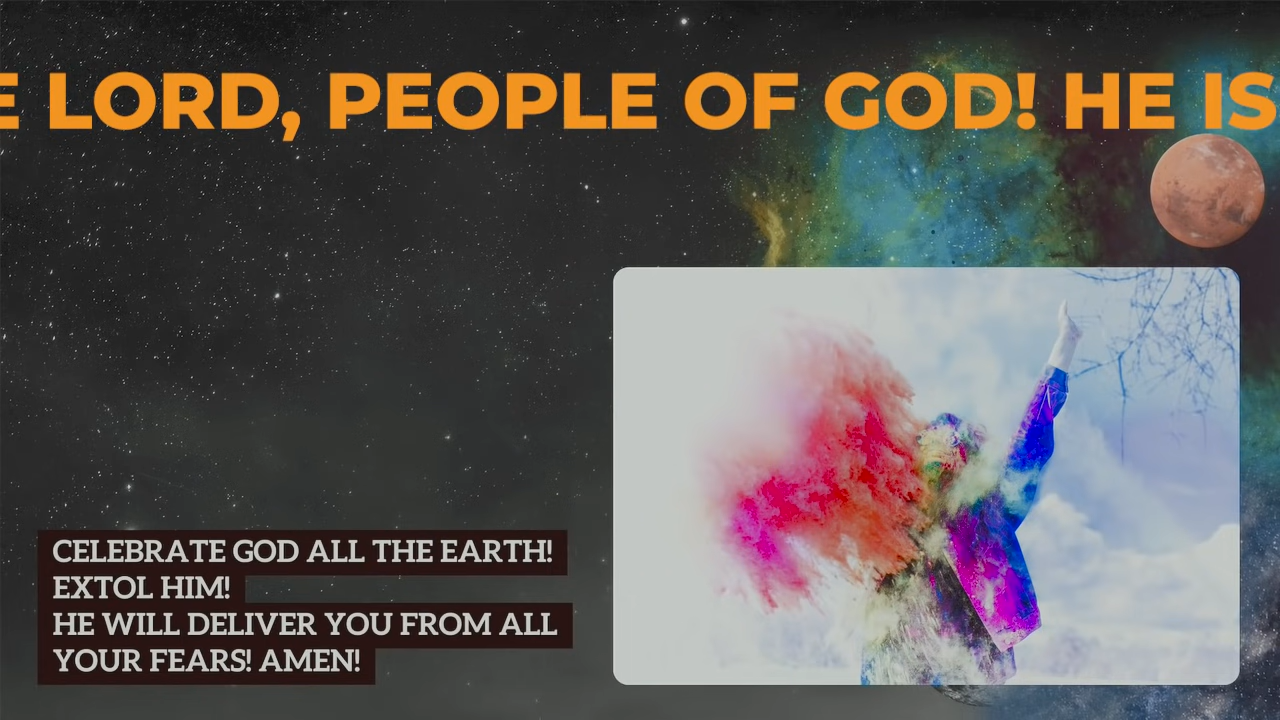 E LORD, PEOPLE OF GOD! HE IS
CELEBRATE GOD ALL THE EARTH!
EXTOL HIM!
HE WILL DELIVER YOU FROM ALL
YOUR FEARS! AMEN!